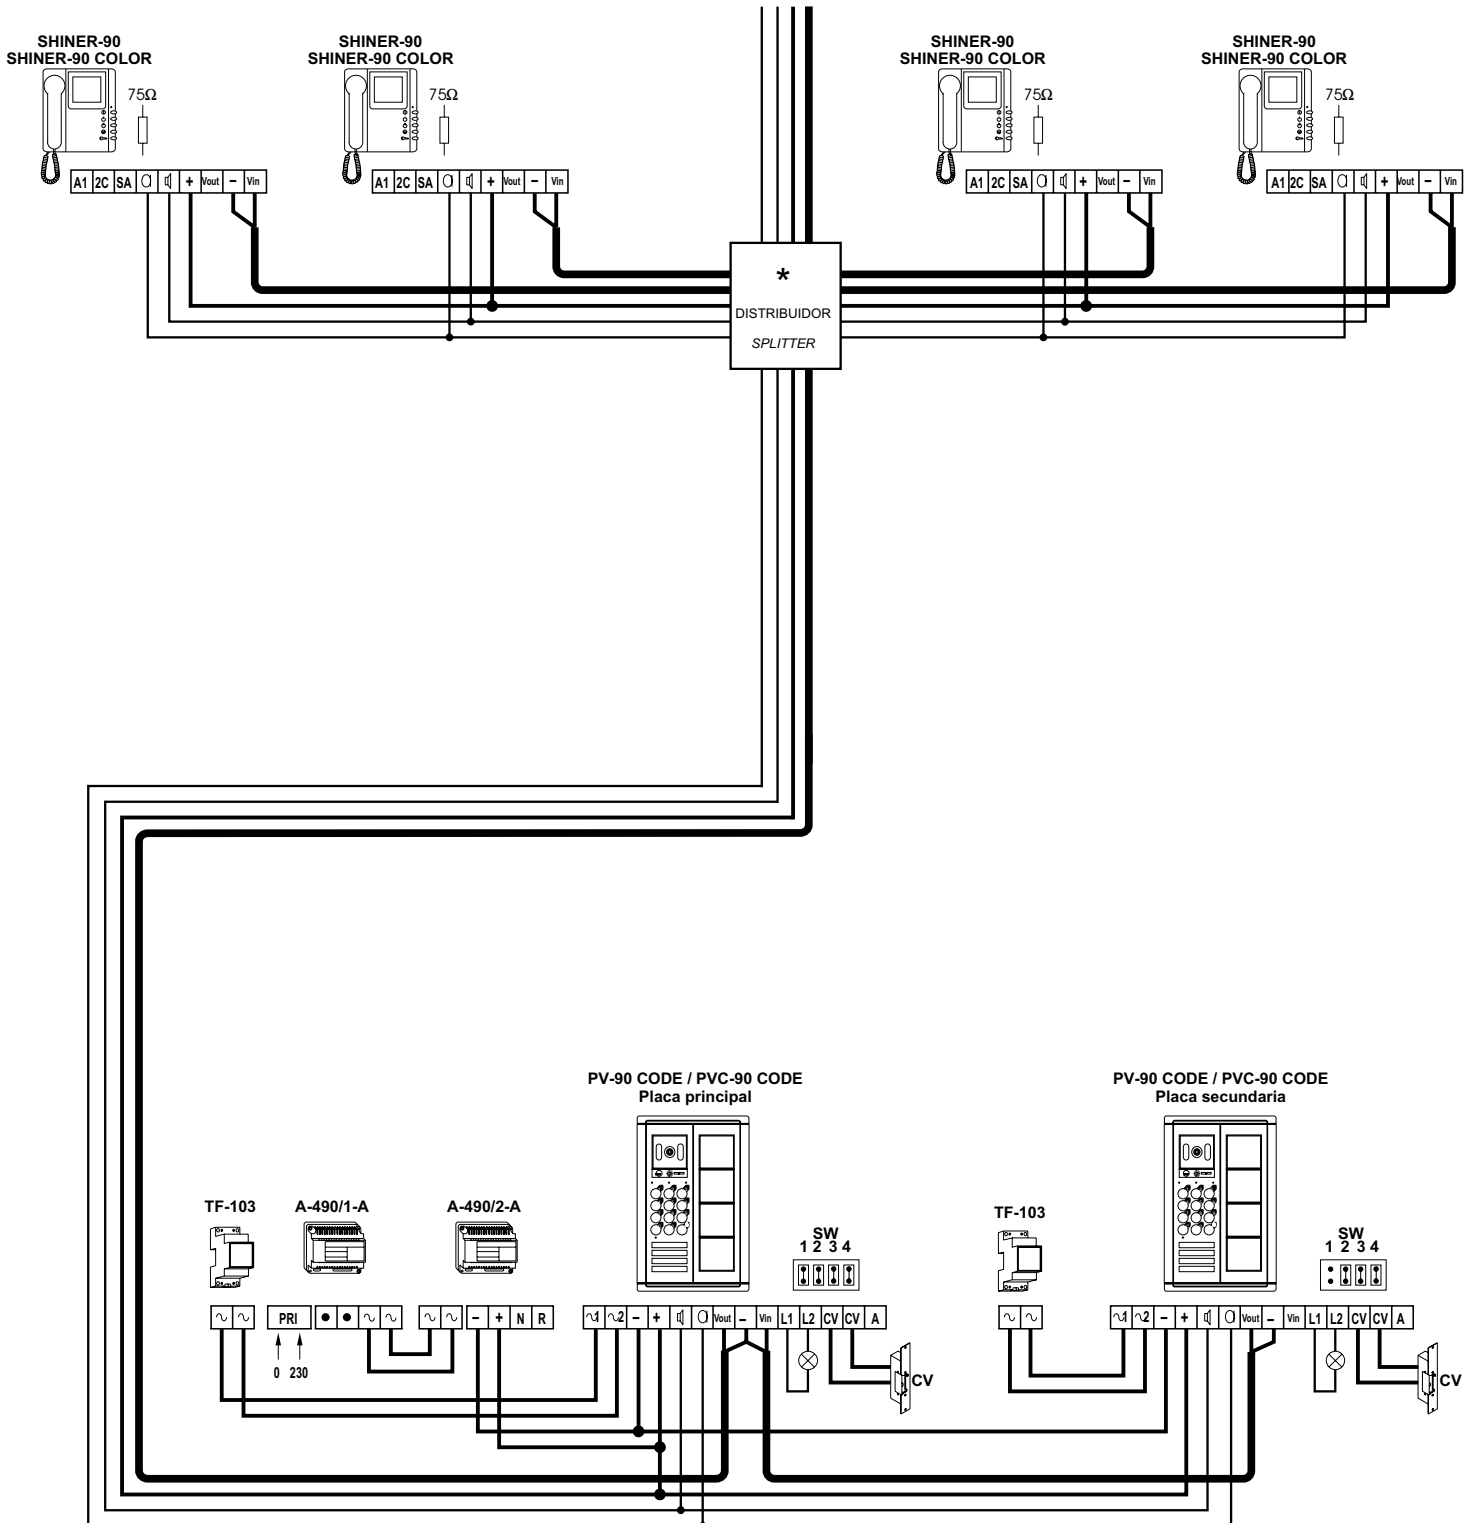 SHINER-90
SHINER-90 COLOR
SHINER-90
SHINER-90 COLOR
SHINER-90
SHINER-90 COLOR
SHINER-90
SHINER-90 COLOR
75Ω
75Ω
75Ω
75Ω
A1 2C SA + Vout – Vin
A1 2C SA + Vout – Vin
A1 2C SA + Vout – Vin
A1 2C SA + Vout – Vin
*
DISTRIBUIDOR
SPLITTER
PV-90 CODE / PVC-90 CODE
Placa principal
PV-90 CODE / PVC-90 CODE
Placa secundaria
TF-103
A-490/1-A
A-490/2-A
SW
1 2 3 4
TF-103
SW
1 2 3 4
∿ ∿
PRI
● ● ∿ ∿
∿ ∿ – + N R
∿1 ∿2 – + Vout – Vin L1 L2 CV CV A
∿ ∿
∿1 ∿2 – + Vout – Vin L1 L2 CV CV A
0 230
CV
CV